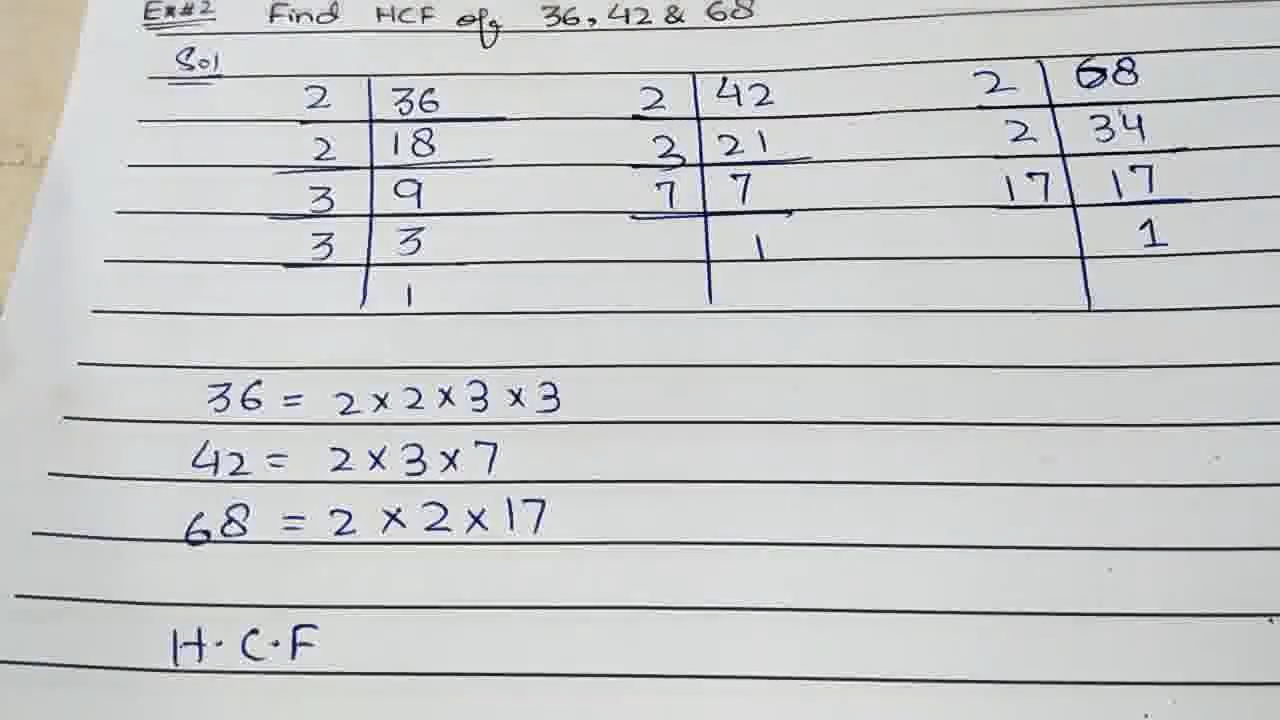 Ex#2 Find HCF of 36, 42 & 68
Sol
2 36 2 42 2 68
2 18 3 21 2 34
3 9 7 7 17 17
3 3 1 1
1
36 = 2 × 2 × 3 × 3
42 = 2 × 3 × 7
68 = 2 × 2 × 17
H.C.F